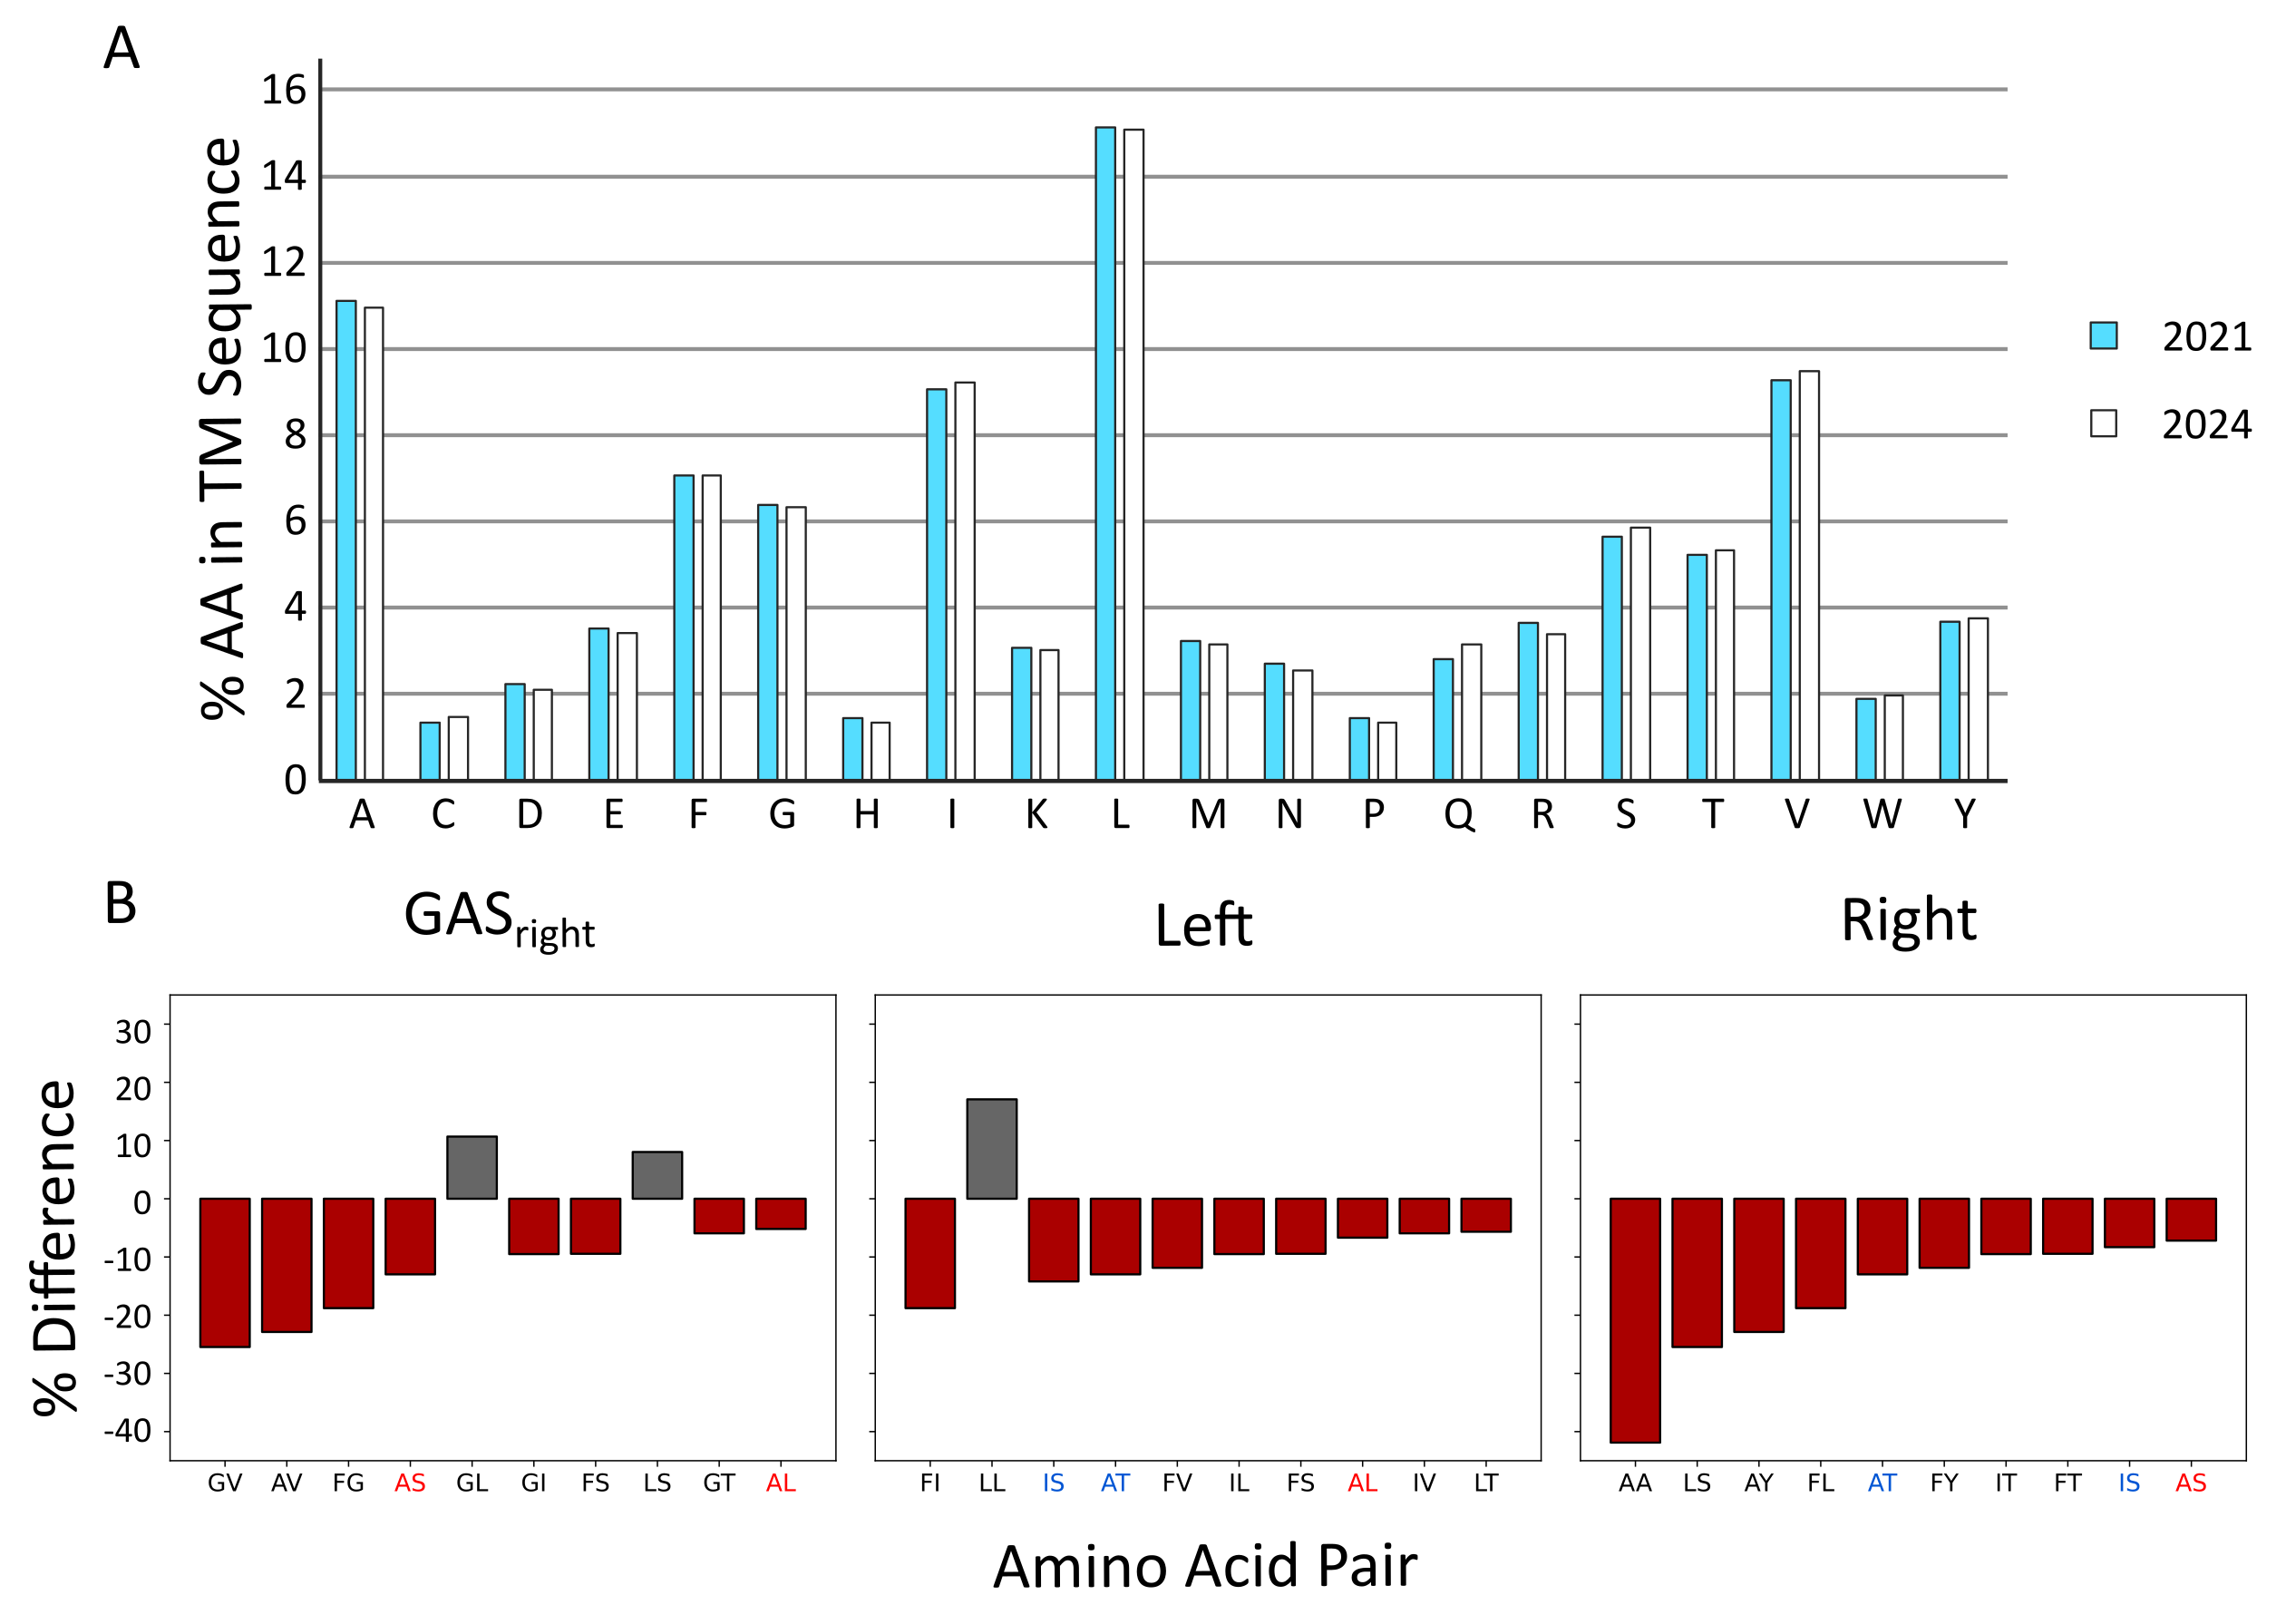 A
% AA in TM Sequence
16
14
12
10
8
6
4
2
0
A C D E F G H I K L M N P Q R S T V W Y
2021
2024
B
GASright
Left
Right
% Difference
30
20
10
0
-10
-20
-30
-40
GV AV FG AS GL GI FS LS GT AL
FI LL IS AT FV IL FS AL IV LT
AA LS AY FL AT FY IT FT IS AS
Amino Acid Pair